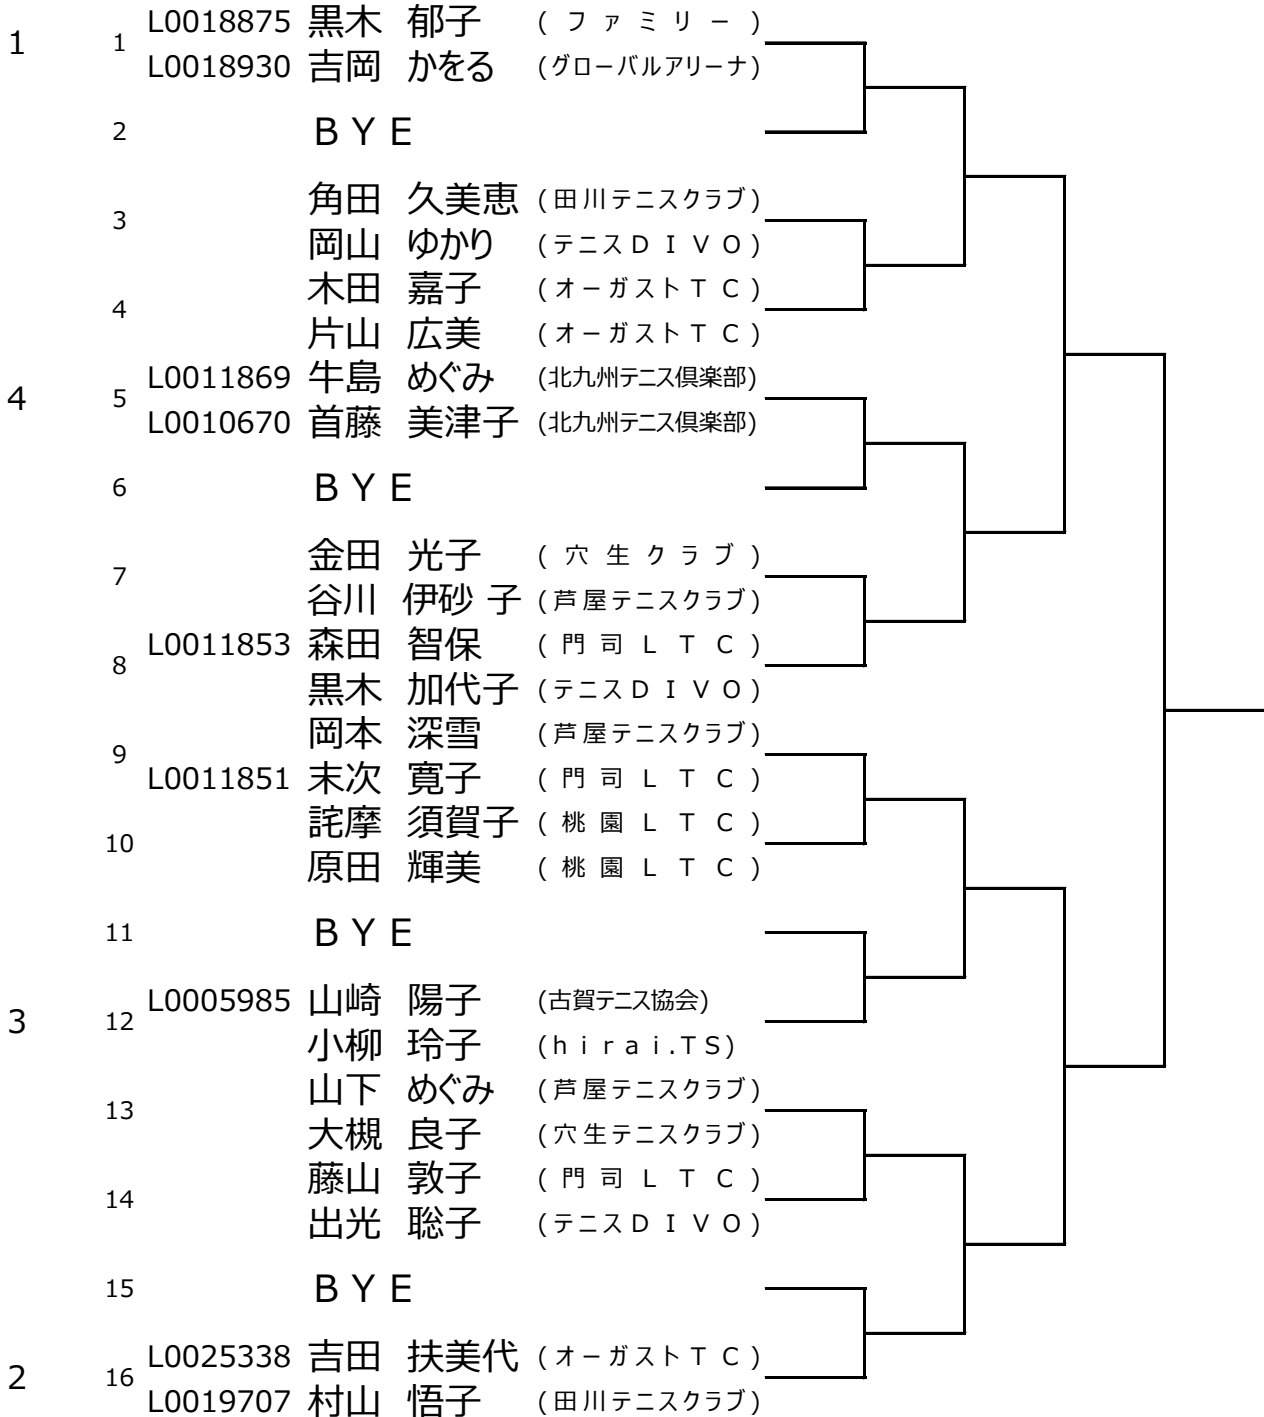 L0018875 黒木 郁子 (ファミリー)
1 1
L0018930 吉岡 かをる (グローバルアリーナ)
2 BYE
角田 久美恵 (田川テニスクラブ)
3
岡山 ゆかり (テニスDIVO)
木田 嘉子 (オーガストTC)
4
片山 広美 (オーガストTC)
L0011869 牛島 めぐみ (北九州テニス倶楽部)
4 5
L0010670 首藤 美津子 (北九州テニス倶楽部)
6 BYE
金田 光子 (穴生クラブ)
7
谷川 伊砂子 (芦屋テニスクラブ)
L0011853 森田 智保 (門司LTC)
8
黒木 加代子 (テニスDIVO)
岡本 深雪 (芦屋テニスクラブ)
9
L0011851 末次 寛子 (門司LTC)
詫摩 須賀子 (桃園LTC)
10
原田 輝美 (桃園LTC)
11 BYE
L0005985 山崎 陽子 (古賀テニス協会)
3 12
小柳 玲子 (hirai.TS)
山下 めぐみ (芦屋テニスクラブ)
13
大槻 良子 (穴生テニスクラブ)
藤山 敦子 (門司LTC)
14
出光 聡子 (テニスDIVO)
15 BYE
L0025338 吉田 扶美代 (オーガストTC)
2 16
L0019707 村山 悟子 (田川テニスクラブ)